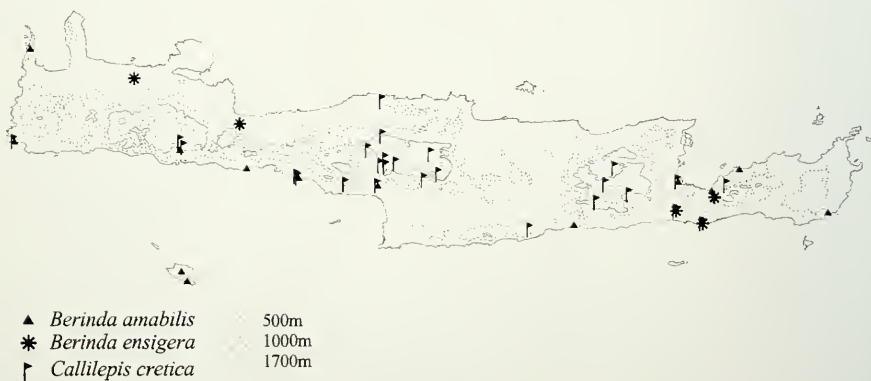 ▲ Berinda amabilis 500m
✱ Berinda ensigera 1000m
Callilepis cretica 1700m